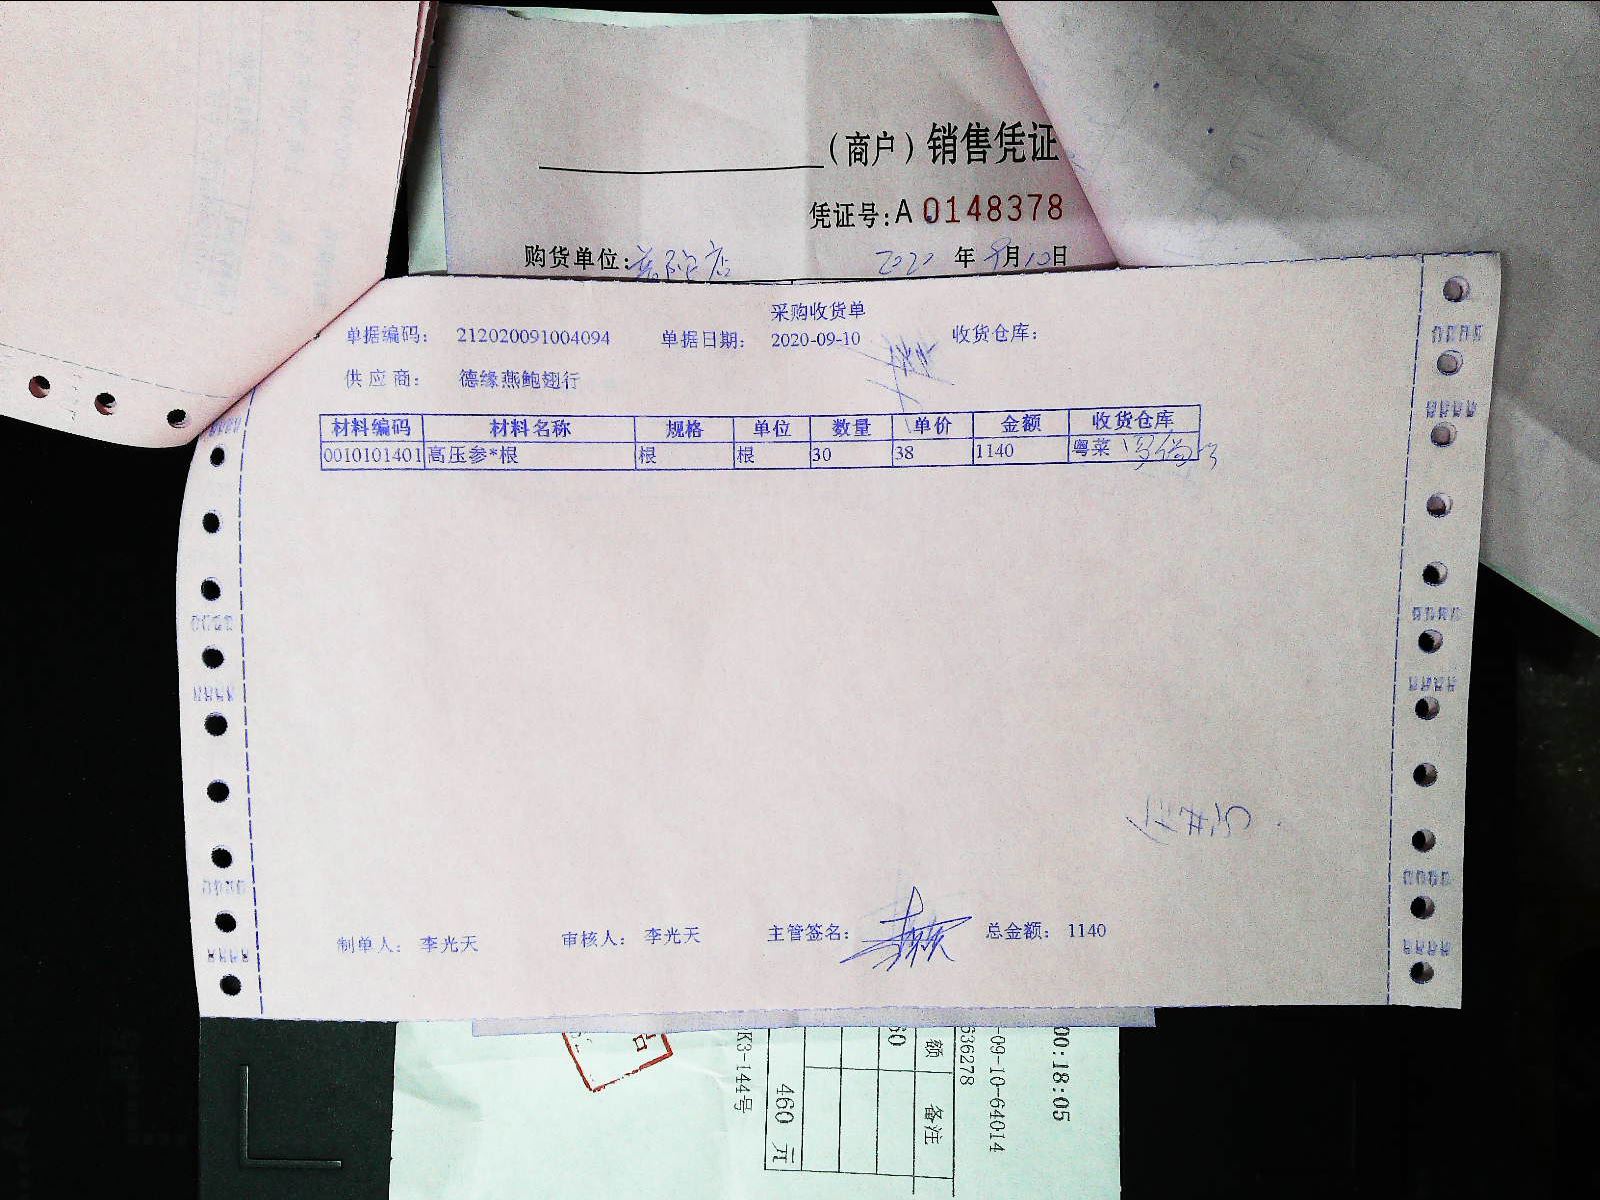 （商户）销售凭证
凭证号:A 0148378
购货单位: 店 2020 年 9月10日
采购收货单
单据编码： 212020091004094 单据日期： 2020-09-10 收货仓库：
供 应 商： 德缘燕鲍翅行
材料编码 材料名称 规格 单位 数量 单价 金额 收货仓库
0010101401 高压参*根 根 根 30 38 1140 粤菜
制单人： 李光天 审核人： 李光天 主管签名： 总金额： 1140
00:18:05
-09-10-64014
636278
额 备注
60
460 元
K3-144号